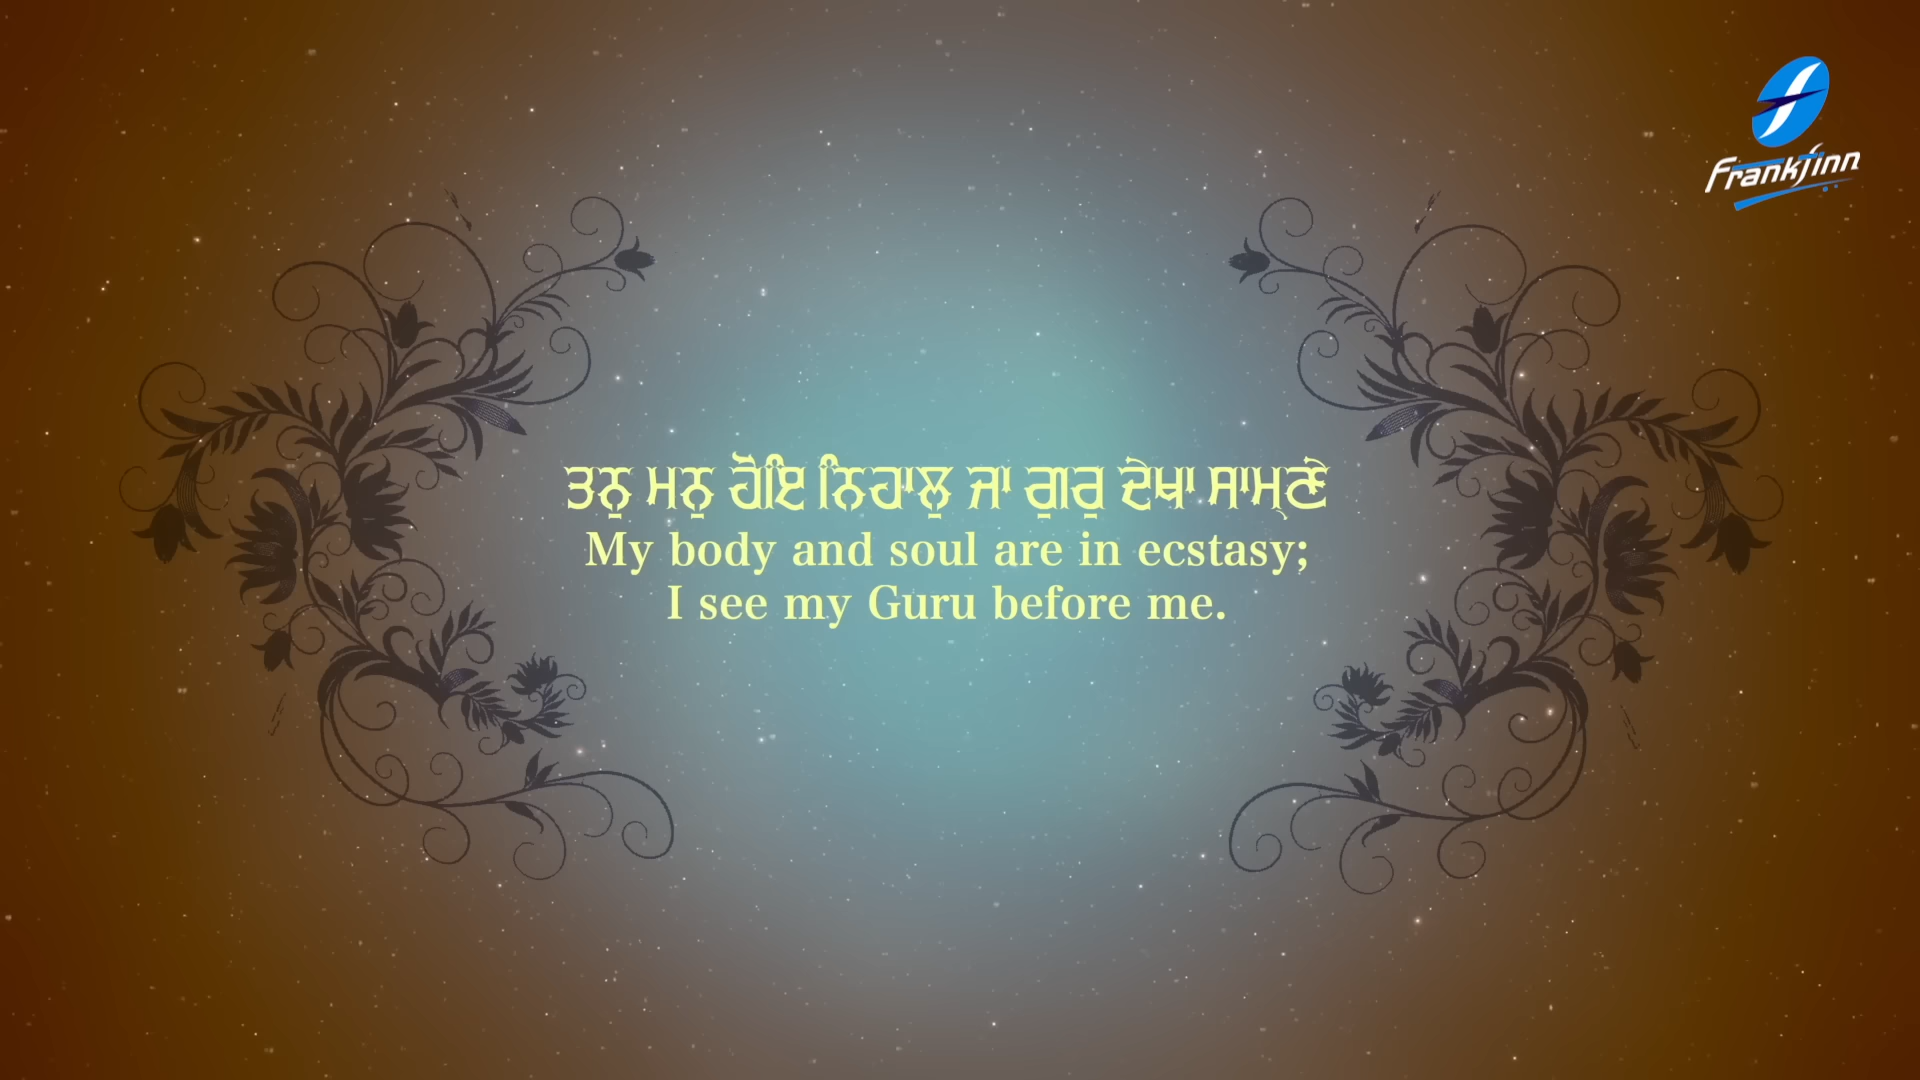 Frankfinn
ਤਨੁ ਮਨੁ ਹੋਇ ਨਿਹਾਲੁ ਜਾ ਗੁਰੁ ਦੇਖਾ ਸਾਮ੍ਹਣੇ
My body and soul are in ecstasy;
I see my Guru before me.